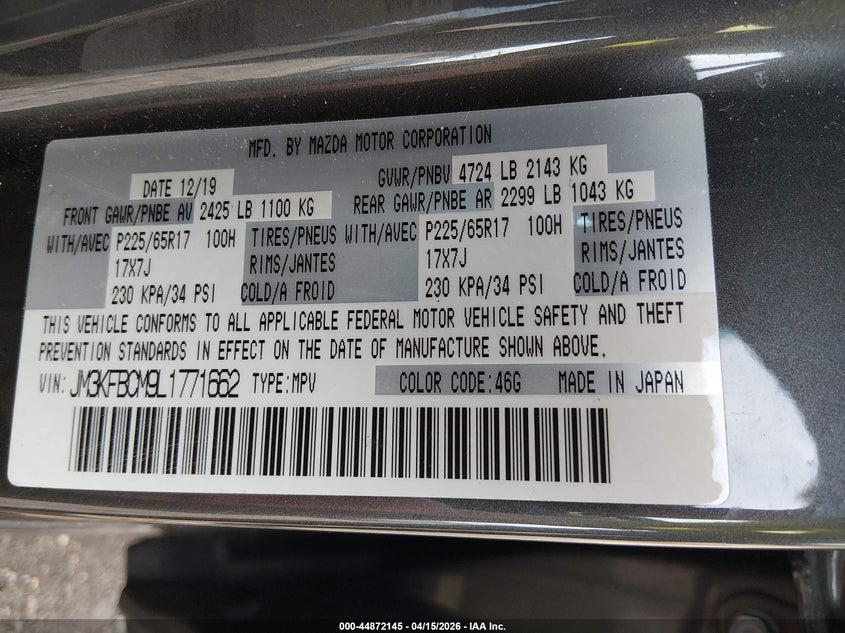 MFD. BY MAZDA MOTOR CORPORATION
DATE 12/19 GVWR/PNBV 4724 LB 2143 KG
FRONT GAWR/PNBE AV 2425 LB 1100 KG REAR GAWR/PNBE AR 2299 LB 1043 KG
WITH/AVEC P225/65R17 100H TIRES/PNEUS WITH/AVEC P225/65R17 100H TIRES/PNEUS
17X7J RIMS/JANTES 17X7J RIMS/JANTES
230 KPA/34 PSI COLD/A FROID 230 KPA/34 PSI COLD/A FROID
THIS VEHICLE CONFORMS TO ALL APPLICABLE FEDERAL MOTOR VEHICLE SAFETY AND THEFT
PREVENTION STANDARDS IN EFFECT ON THE DATE OF MANUFACTURE SHOWN ABOVE.
VIN: JM3KFBCM9L1771662 TYPE:MPV COLOR CODE:46G MADE IN JAPAN
000-44872145 - 04/15/2026 - IAA Inc.